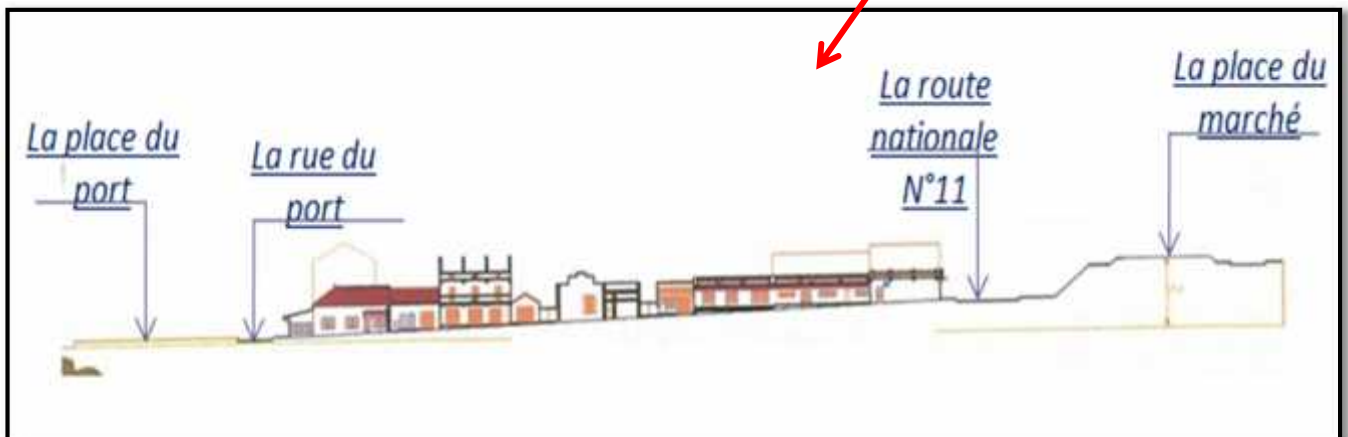 La place du
port
La rue du
port
La route
nationale
N°11
La place du
marché